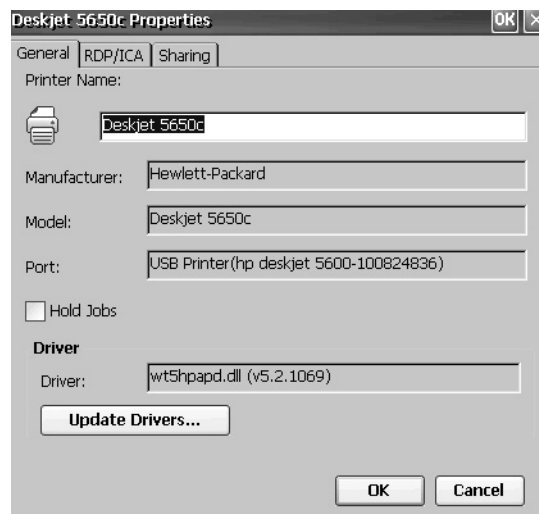 Deskjet 5650c Properties OK ×
General RDP/ICA Sharing
Printer Name:
Deskjet 5650c
Manufacturer: Hewlett-Packard
Model: Deskjet 5650c
Port: USB Printer(hp deskjet 5600-100824836)
Hold Jobs
Driver
Driver: wt5hpapd.dll (v5.2.1069)
Update Drivers...
OK Cancel